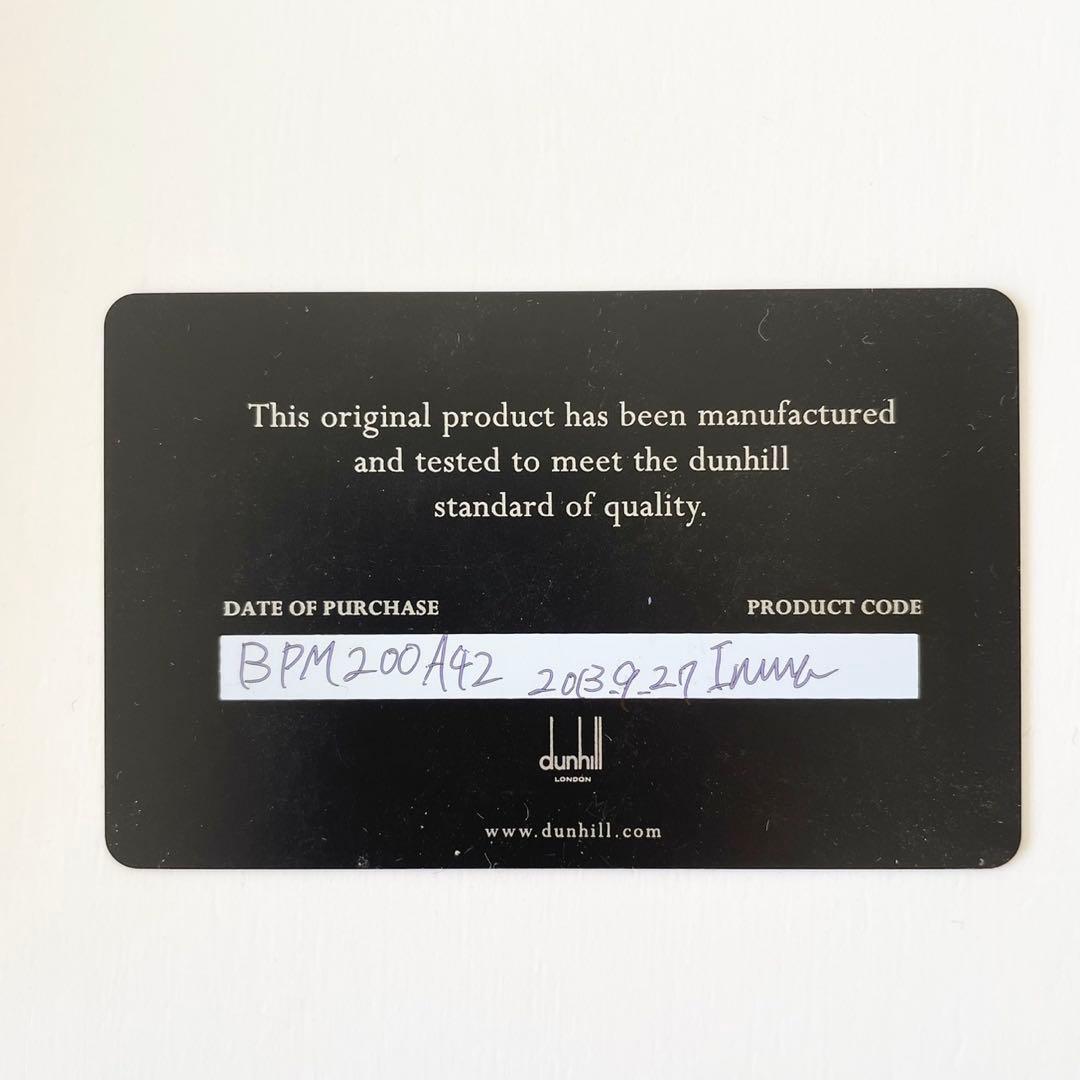 This original product has been manufactured
and tested to meet the dunhill
standard of quality.
DATE OF PURCHASE PRODUCT CODE
BPM200A42 2013.9.27
dunhill
LONDON
www.dunhill.com